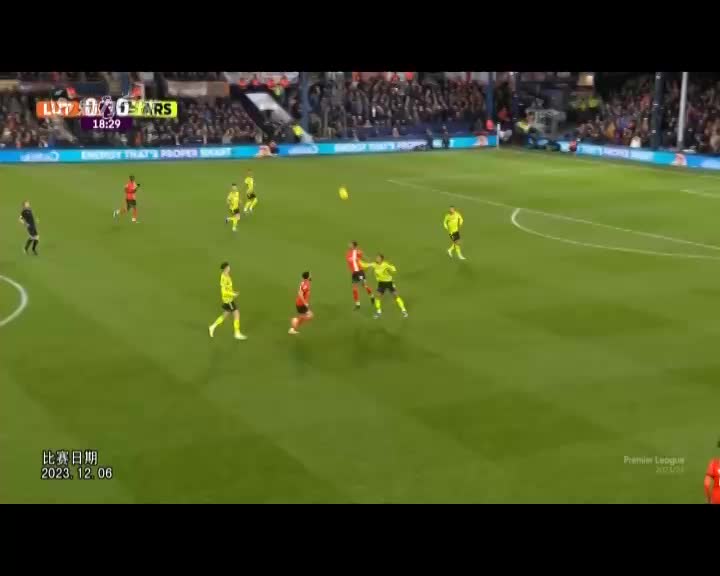 LUT 0 0 ARS
18:29
ENERGY THAT'S PROPER SMART
比赛日期
2023.12.06
Premier League